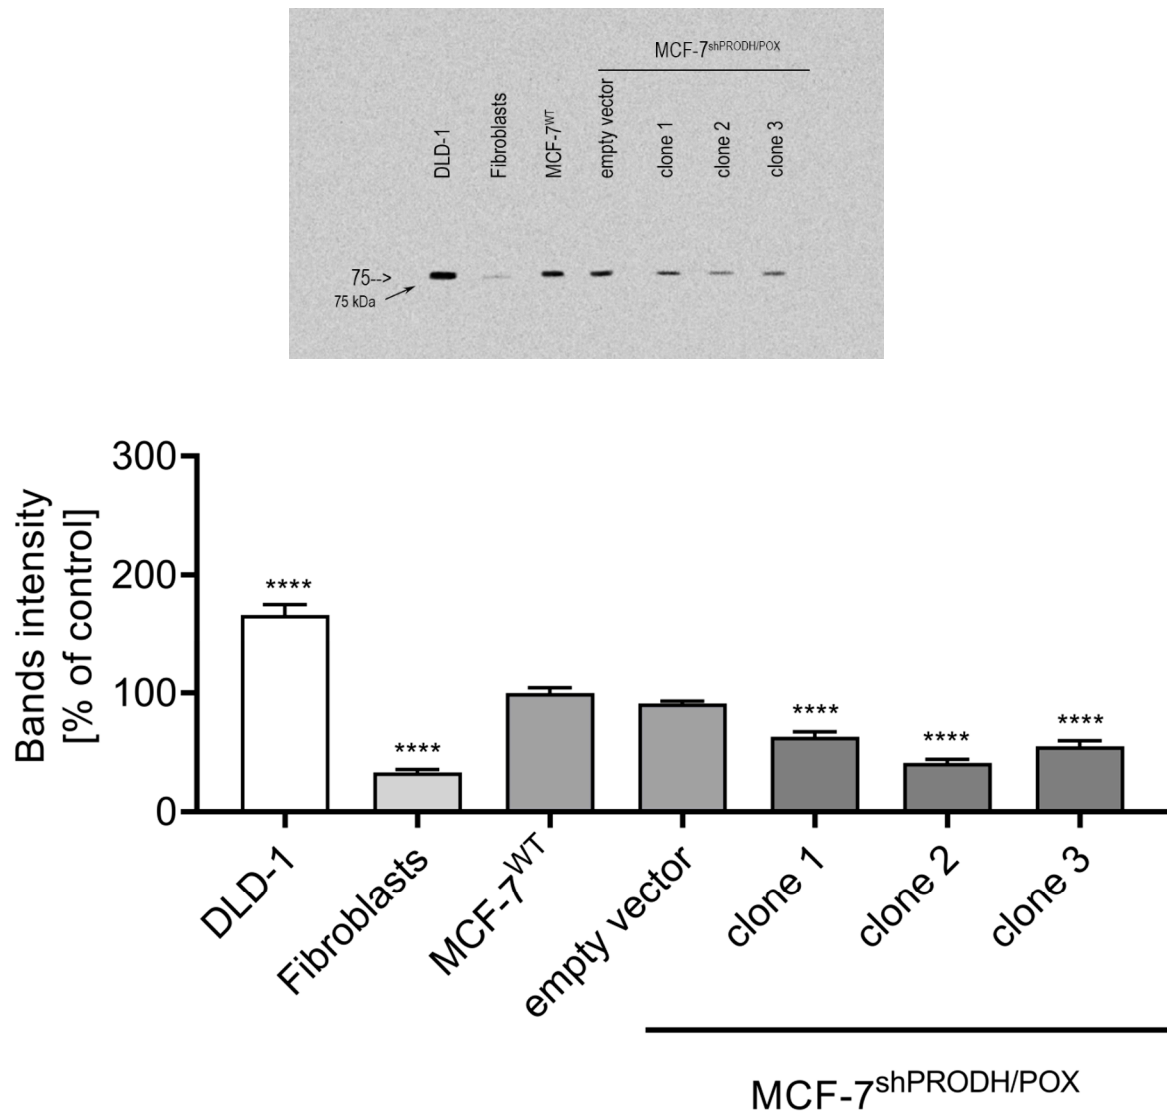 MCF-7shPRODH/POX
DLD-1
Fibroblasts
MCF-7WT
empty vector
clone 1
clone 2
clone 3
75-->
75 kDa
Bands intensity
[% of control]
300
200
100
0
****
****
****
****
****
DLD-1
Fibroblasts
MCF-7WT
empty vector
clone 1
clone 2
clone 3
MCF-7shPRODH/POX